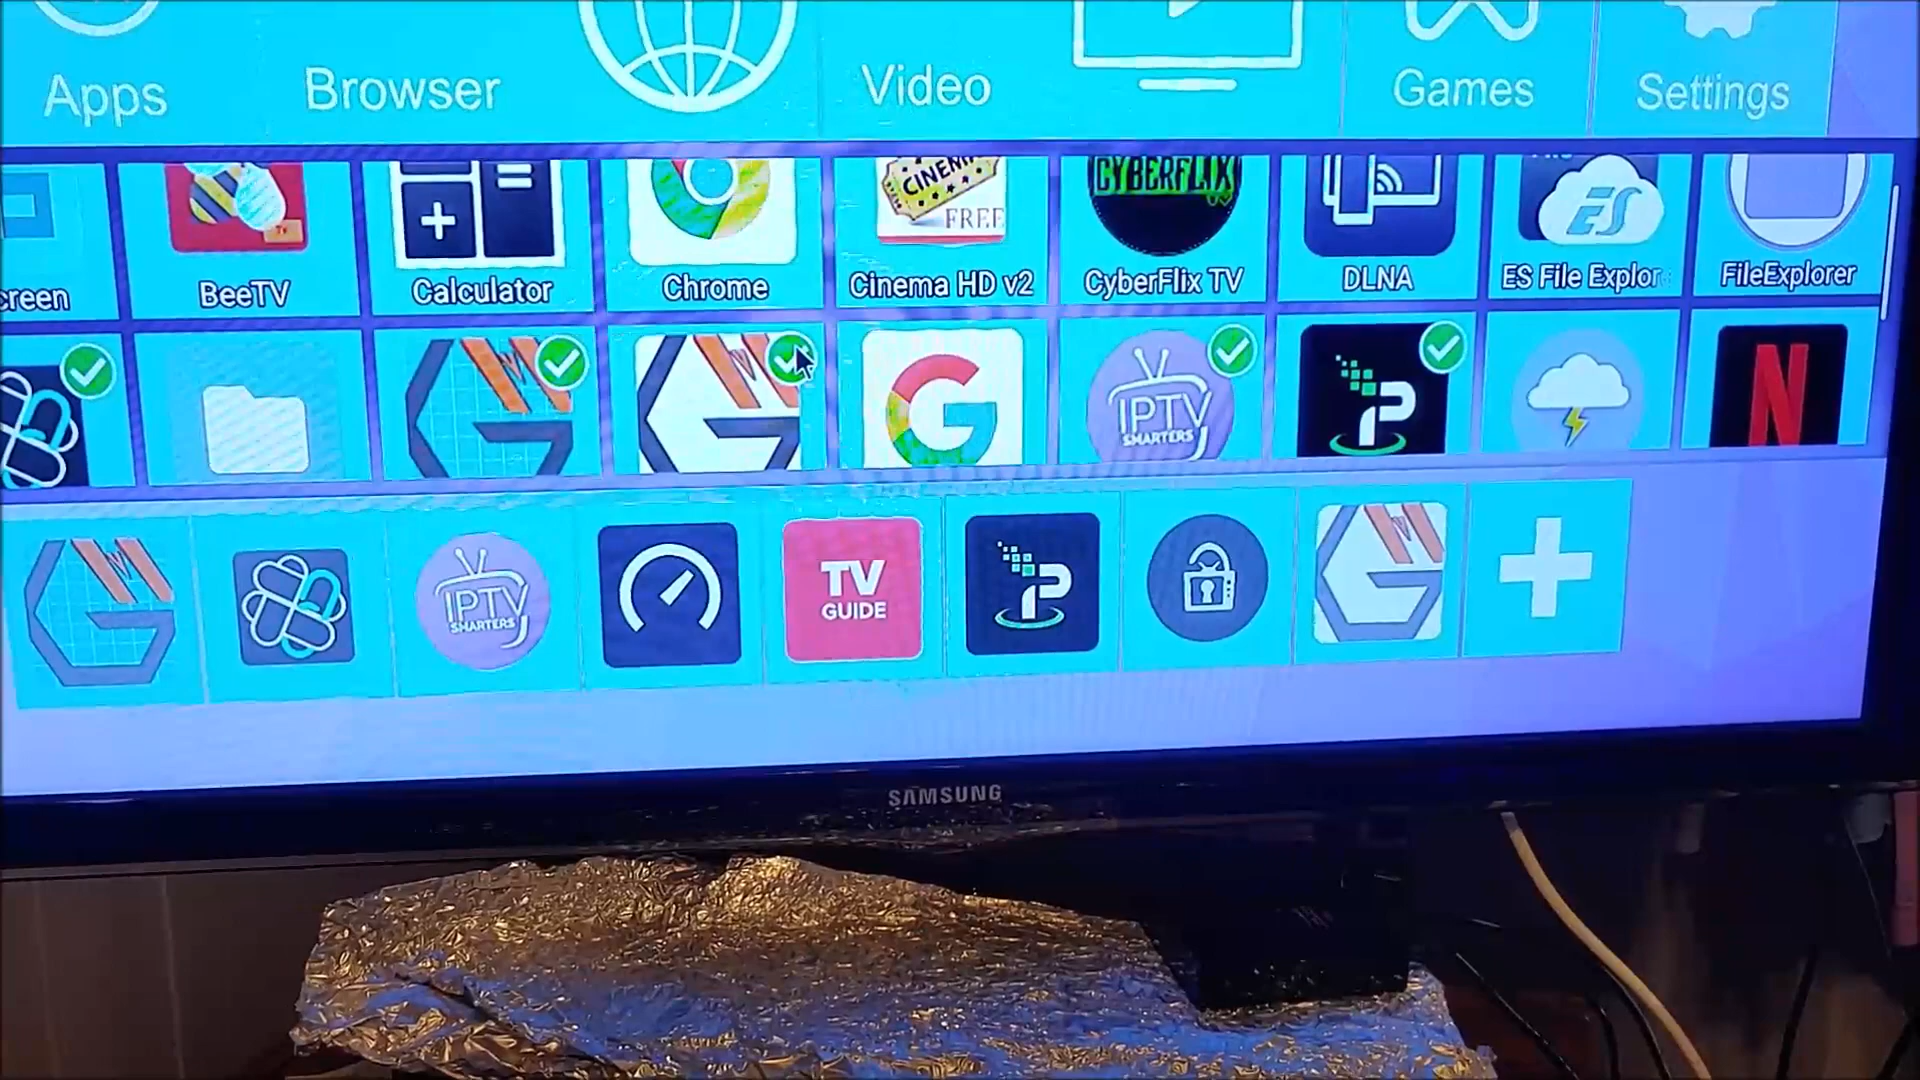 Apps
Browser
Video
Games
Settings
CINEMA
FREE
CYBERFLIX
ES
creen
BeeTV
Calculator
Chrome
Cinema HD v2
CyberFlix TV
DLNA
ES File Explor
FileExplorer
IPTV
SMARTERS
N
IPTV
SMARTERS
TV
GUIDE
SAMSUNG